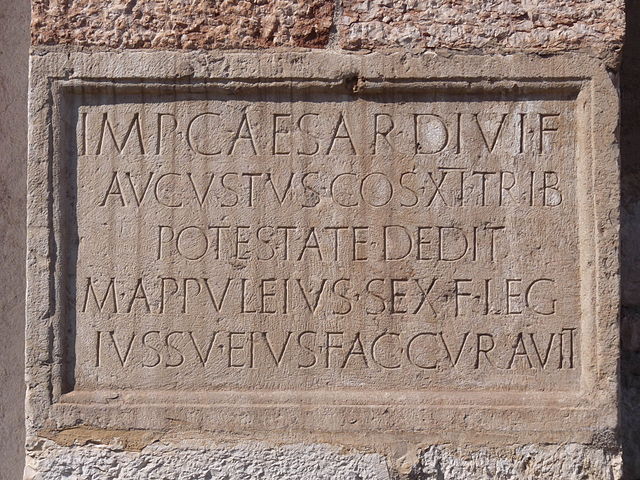 IMP·CAESAR·DIVI·F
AVGVSTVS·COS·XI·TRIB
POTESTATE·DEDIT
M·APPVLEIVS·SEX·F·LEG
IVSSV·EIVS·FAC·CVRAVIT